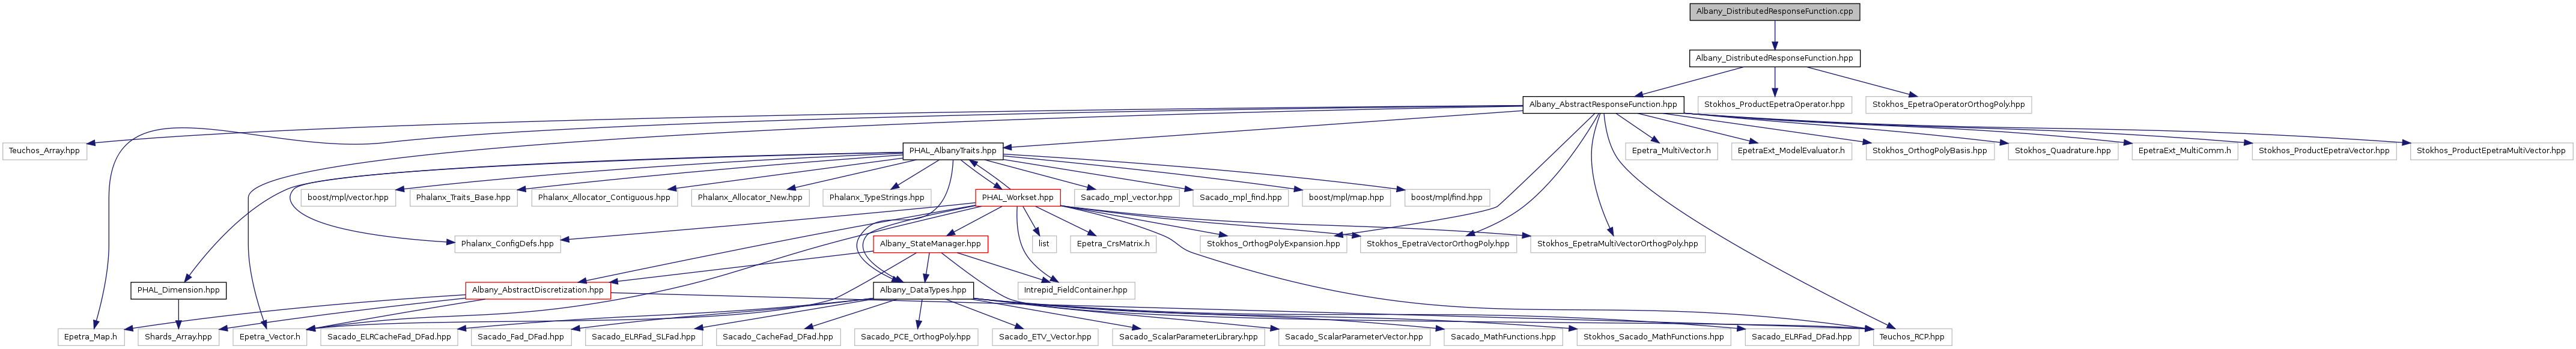 Albany_DistributedResponseFunction.cpp
Albany_DistributedResponseFunction.hpp
Albany_AbstractResponseFunction.hpp
Stokhos_ProductEpetraOperator.hpp
Stokhos_EpetraOperatorOrthogPoly.hpp
Teuchos_Array.hpp
PHAL_AlbanyTraits.hpp
Epetra_MultiVector.h
EpetraExt_ModelEvaluator.h
Stokhos_OrthogPolyBasis.hpp
Stokhos_Quadrature.hpp
EpetraExt_MultiComm.h
Stokhos_ProductEpetraVector.hpp
Stokhos_ProductEpetraMultiVector.hpp
boost/mpl/vector.hpp
Phalanx_Traits_Base.hpp
Phalanx_Allocator_Contiguous.hpp
Phalanx_Allocator_New.hpp
Phalanx_TypeStrings.hpp
PHAL_Workset.hpp
Sacado_mpl_vector.hpp
Sacado_mpl_find.hpp
boost/mpl/map.hpp
boost/mpl/find.hpp
Phalanx_ConfigDefs.hpp
Albany_StateManager.hpp
list
Epetra_CrsMatrix.h
Stokhos_OrthogPolyExpansion.hpp
Stokhos_EpetraVectorOrthogPoly.hpp
Stokhos_EpetraMultiVectorOrthogPoly.hpp
PHAL_Dimension.hpp
Albany_AbstractDiscretization.hpp
Albany_DataTypes.hpp
Intrepid_FieldContainer.hpp
Epetra_Map.h
Shards_Array.hpp
Epetra_Vector.h
Sacado_ELRCacheFad_DFad.hpp
Sacado_Fad_DFad.hpp
Sacado_ELRFad_SLFad.hpp
Sacado_CacheFad_DFad.hpp
Sacado_PCE_OrthogPoly.hpp
Sacado_ETV_Vector.hpp
Sacado_ScalarParameterLibrary.hpp
Sacado_ScalarParameterVector.hpp
Sacado_MathFunctions.hpp
Stokhos_Sacado_MathFunctions.hpp
Sacado_ELRFad_DFad.hpp
Teuchos_RCP.hpp